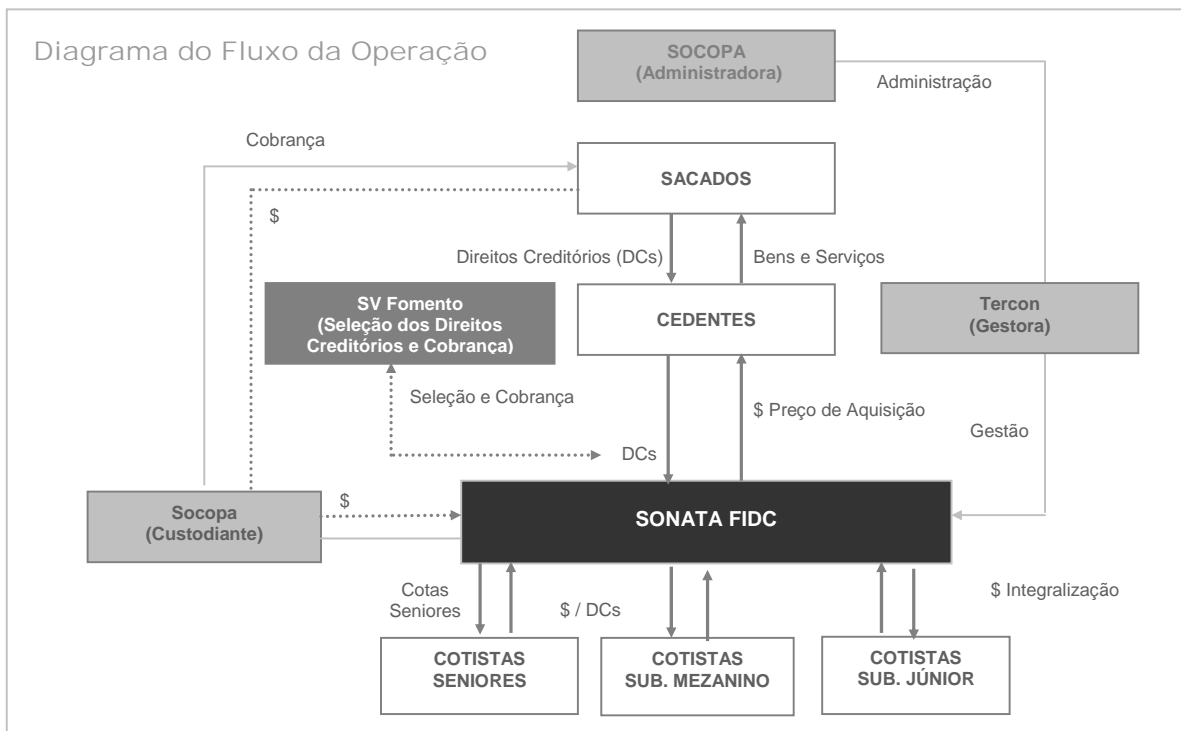 Diagrama do Fluxo da Operação
SOCOPA
(Administradora)
Administração
Cobrança
SACADOS
$
Direitos Creditórios (DCs)
Bens e Serviços
SV Fomento
(Seleção dos Direitos
Creditórios e Cobrança)
CEDENTES
Tercon
(Gestora)
Seleção e Cobrança
$ Preço de Aquisição
Gestão
DCs
Socopa
(Custodiante)
$
SONATA FIDC
Cotas
Seniores
$ / DCs
$ Integralização
COTISTAS
SENIORES
COTISTAS
SUB. MEZANINO
COTISTAS
SUB. JÚNIOR